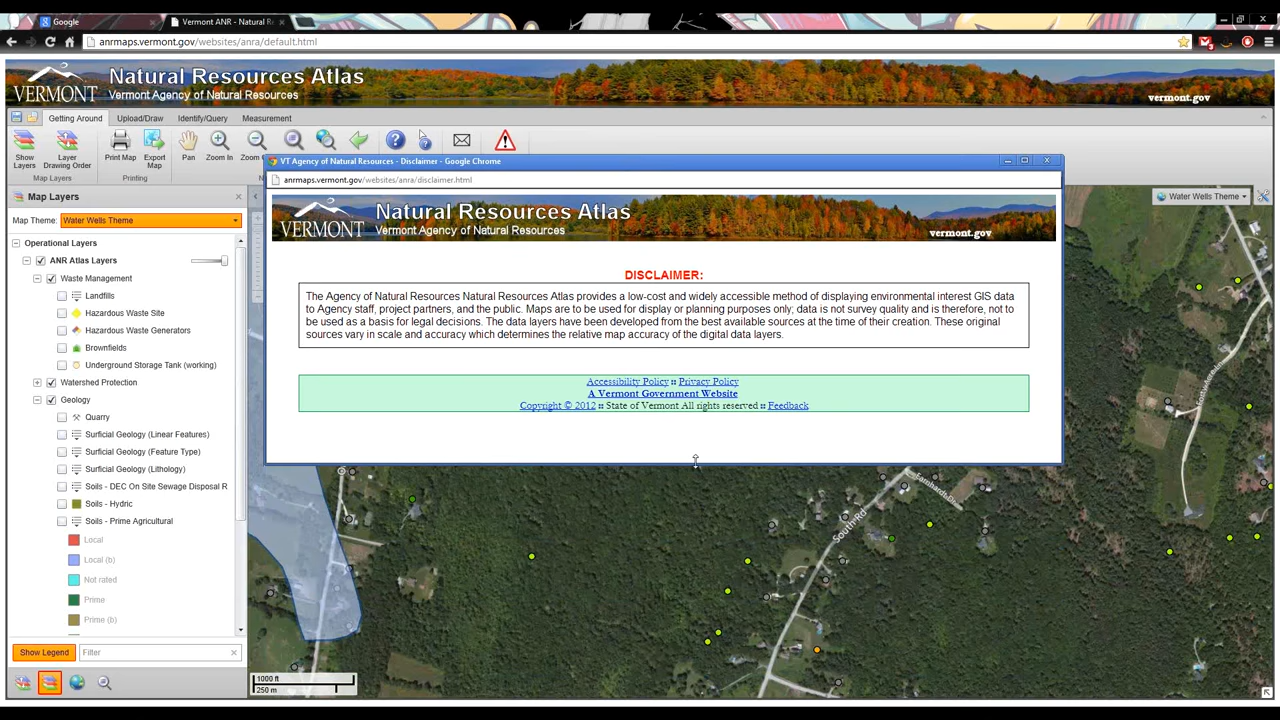 Google
Vermont ANR - Natural R
anrmaps.vermont.gov/websites/anra/default.html
3
VERMONT
Natural Resources Atlas
Vermont Agency of Natural Resources
vermont.gov
Getting Around
Upload/Draw
Identify/Query
Measurement
Show Layers
Layer Drawing Order
Print Map
Export Map
Pan
Zoom In
Zoom
Map Layers
Printing
N
VT Agency of Natural Resources - Disclaimer - Google Chrome
anrmaps.vermont.gov/websites/anra/disclaimer.html
VERMONT
Natural Resources Atlas
Vermont Agency of Natural Resources
vermont.gov
DISCLAIMER:
The Agency of Natural Resources Natural Resources Atlas provides a low-cost and widely accessible method of displaying environmental interest GIS data
to Agency staff, project partners, and the public. Maps are to be used for display or planning purposes only; data is not survey quality and is therefore, not to
be used as a basis for legal decisions. The data layers have been developed from the best available sources at the time of their creation. These original
sources vary in scale and accuracy which determines the relative map accuracy of the digital data layers.
Accessibility Policy :: Privacy Policy
A Vermont Government Website
Copyright © 2012 :: State of Vermont All rights reserved :: Feedback
Map Layers
Map Theme: Water Wells Theme
Operational Layers
ANR Atlas Layers
Waste Management
Landfills
Hazardous Waste Site
Hazardous Waste Generators
Brownfields
Underground Storage Tank (working)
Watershed Protection
Geology
Quarry
Surficial Geology (Linear Features)
Surficial Geology (Feature Type)
Surficial Geology (Lithology)
Soils - DEC On Site Sewage Disposal R
Soils - Hydric
Soils - Prime Agricultural
Local
Local (b)
Not rated
Prime
Prime (b)
Show Legend
Filter
Water Wells Theme
South Rd
1000 ft
250 m